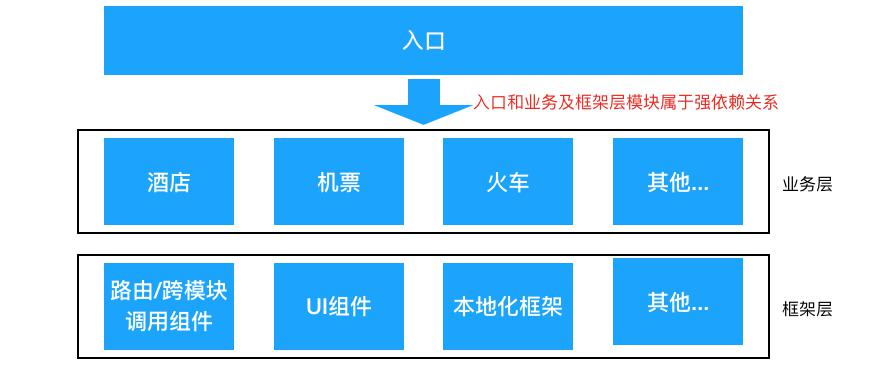 入口
入口和业务及框架层模块属于强依赖关系
酒店
机票
火车
其他...
业务层
路由/跨模块
调用组件
UI组件
本地化框架
其他...
框架层